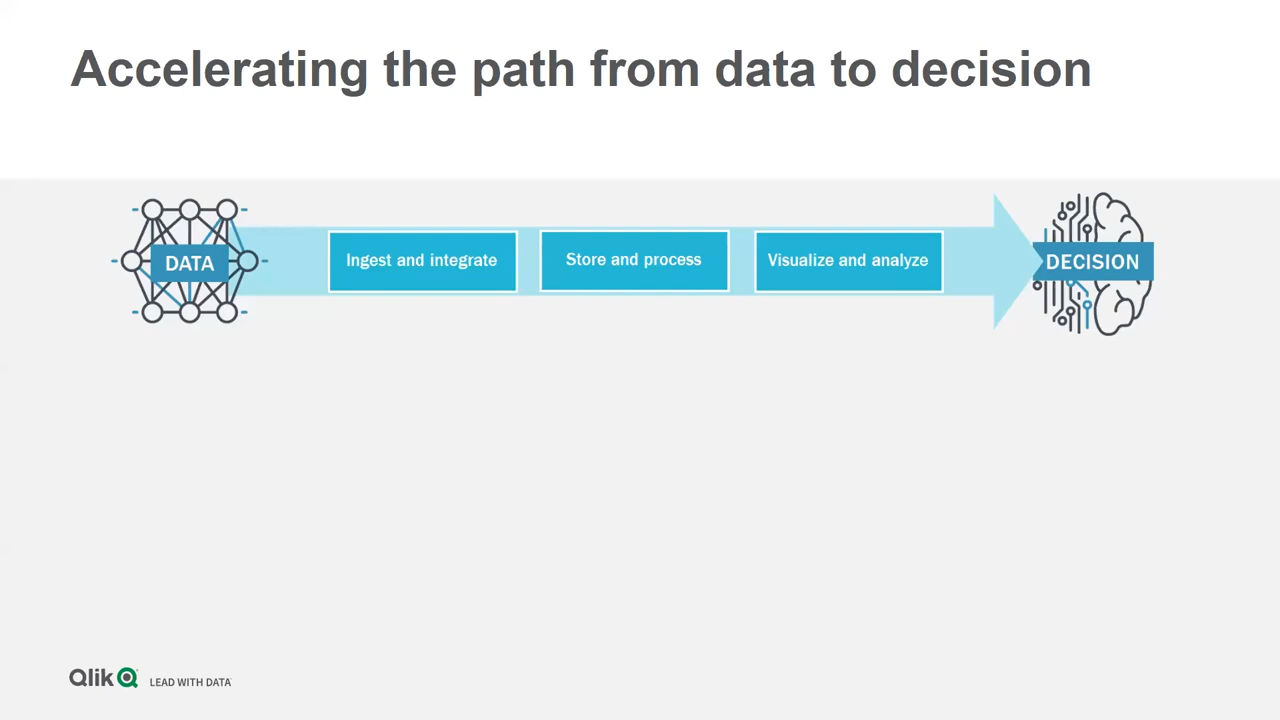 Accelerating the path from data to decision
DATA
Ingest and integrate
Store and process
Visualize and analyze
DECISION
Qlik
LEAD WITH DATA